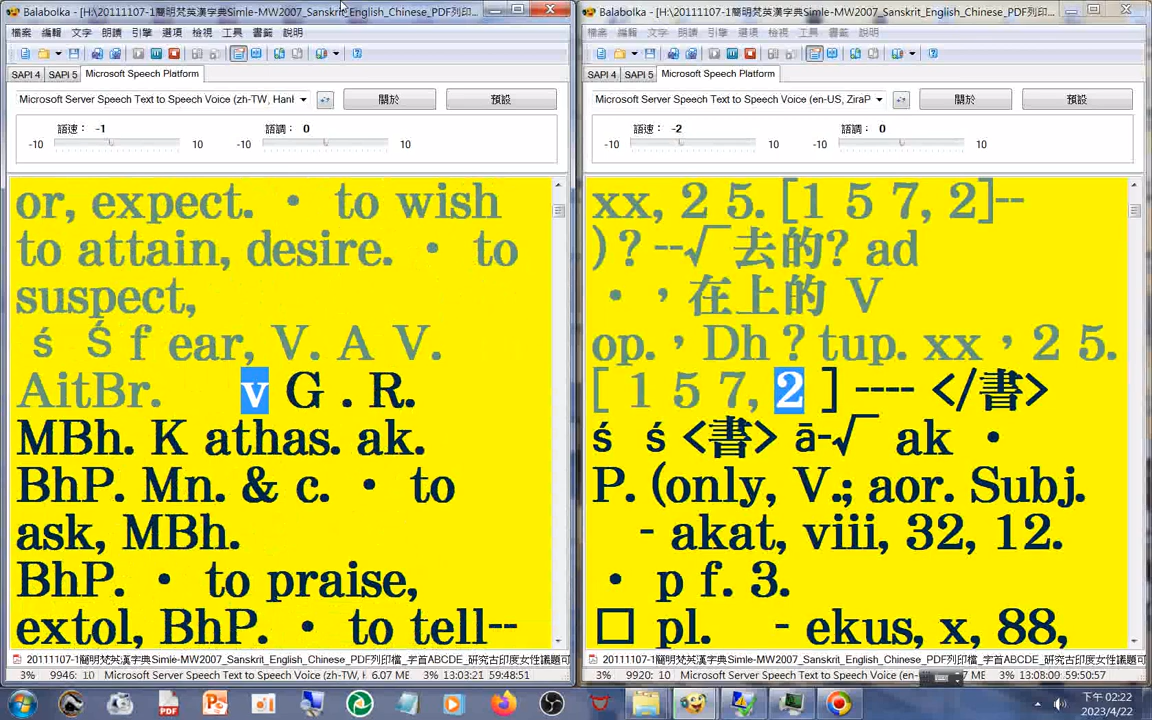 Balabolka - [H:\20111107-1簡明梵英漢字典Simle-MW2007_Sanskrit_English_Chinese_PDF列印...
檔案 編輯 文字 朗讀 引擎 選項 檢視 工具 書籤 說明
SAPI 4 SAPI 5 Microsoft Speech Platform
Microsoft Server Speech Text to Speech Voice (zh-TW, Hanl
關於 預設
語速: -1 語調: 0
-10 10 -10 10
or, expect. • to wish
to attain, desire. • to
suspect,
ś Ś f ear, V. A V.
AitBr. v G . R.
MBh. K athas. ak.
BhP. Mn. & c. • to
ask, MBh.
BhP. • to praise,
extol, BhP. • to tell--
20111107-1簡明梵英漢字典Simle-MW2007_Sanskrit_English_Chinese_PDF列印檔_字首ABCDE_研究古印度女性議題可
3% 9946: 10 Microsoft Server Speech Text to Speech Voice (zh-TW, H 6.07 ME 3% 13:03:21 59:48:51
Balabolka - [H:\20111107-1簡明梵英漢字典Simle-MW2007_Sanskrit_English_Chinese_PDF列印...
檔案 編輯 文字 朗讀 引擎 選項 檢視 工具 書籤 說明
SAPI 4 SAPI 5 Microsoft Speech Platform
Microsoft Server Speech Text to Speech Voice (en-US, ZiraP
關於 預設
語速: -2 語調: 0
-10 10 -10 10
xx, 2 5. [1 5 7, 2]--
)? --√去的? ad
•,在上的 V
op.,Dh?tup. xx,2 5.
[ 1 5 7, 2 ] ---- </書>
ś ś <書> ā-√ ak •
P. (only, V.; aor. Subj.
- akat, viii, 32, 12.
• p f. 3.
□ pl. - ekus, x, 88,
20111107-1簡明梵英漢字典Simle-MW2007_Sanskrit_English_Chinese_PDF列印檔_字首ABCDE_研究古印度女性議題可
3% 9920: 10 Microsoft Server Speech Text to Speech Voice 3% 13:08:00 59:50:57
下午 02:22
2023/4/22